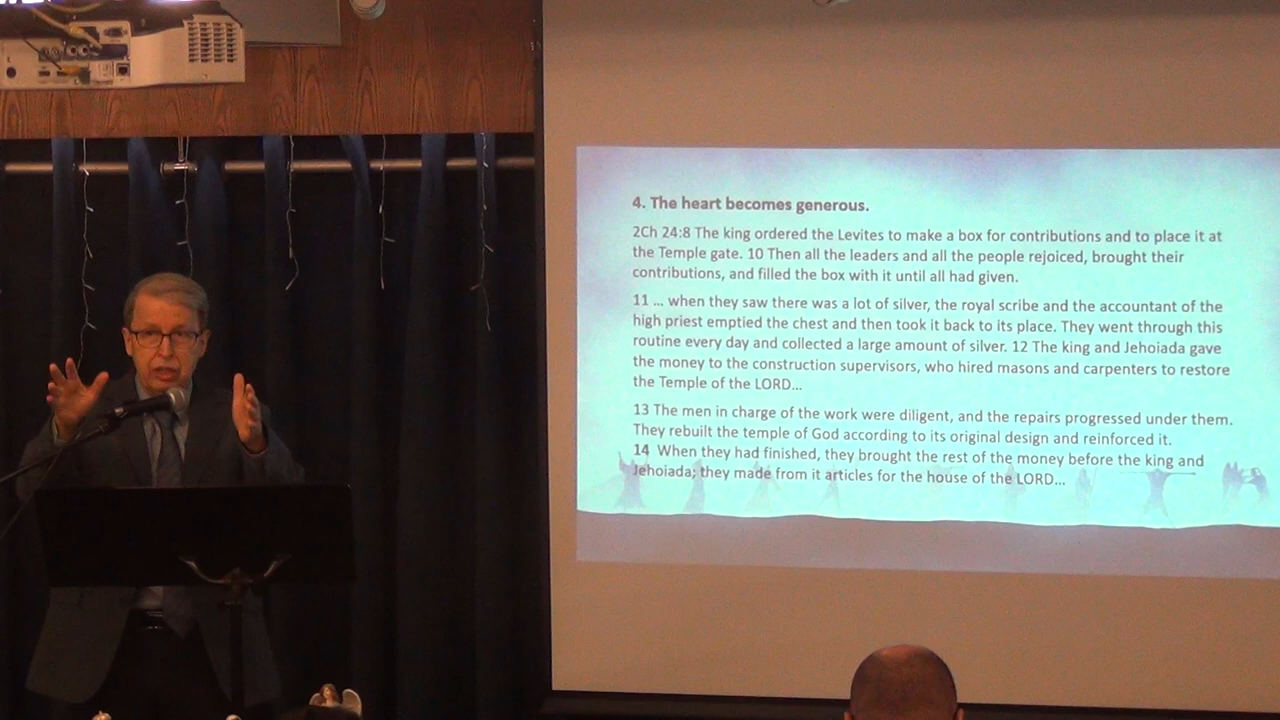 4. The heart becomes generous.
2Ch 24:8 The king ordered the Levites to make a box for contributions and to place it at
the Temple gate. 10 Then all the leaders and all the people rejoiced, brought their
contributions, and filled the box with it until all had given.
11 ... when they saw there was a lot of silver, the royal scribe and the accountant of the
high priest emptied the chest and then took it back to its place. They went through this
routine every day and collected a large amount of silver. 12 The king and Jehoiada gave
the money to the construction supervisors, who hired masons and carpenters to restore
the Temple of the LORD...
13 The men in charge of the work were diligent, and the repairs progressed under them.
They rebuilt the temple of God according to its original design and reinforced it.
14 When they had finished, they brought the rest of the money before the king and
Jehoiada; they made from it articles for the house of the LORD...